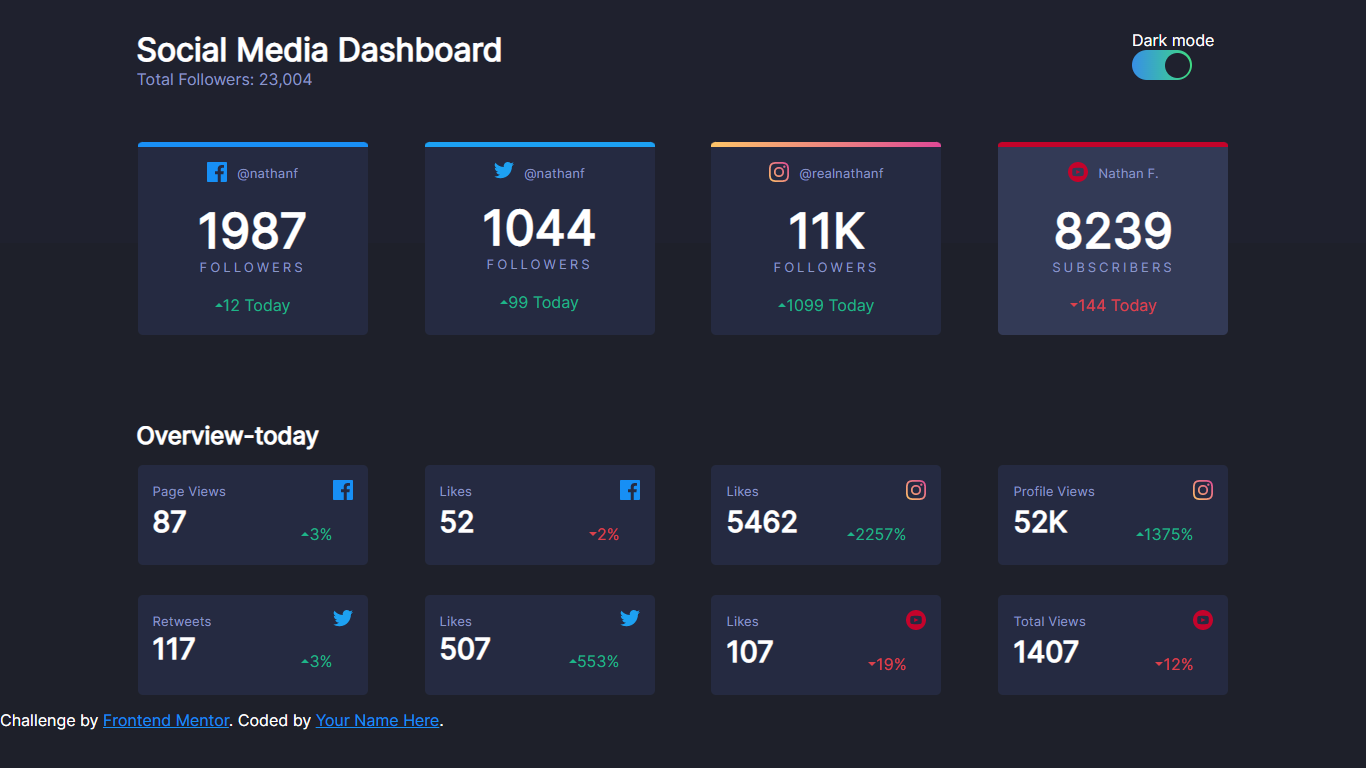 Social Media Dashboard
Total Followers: 23,004
Dark mode
@nathanf
1987
FOLLOWERS
12 Today
@nathanf
1044
FOLLOWERS
99 Today
@realnathanf
11K
FOLLOWERS
1099 Today
Nathan F.
8239
SUBSCRIBERS
144 Today
Overview-today
Page Views
87
3%
Likes
52
2%
Likes
5462
2257%
Profile Views
52K
1375%
Retweets
117
3%
Likes
507
553%
Likes
107
19%
Total Views
1407
12%
Challenge by Frontend Mentor. Coded by Your Name Here.